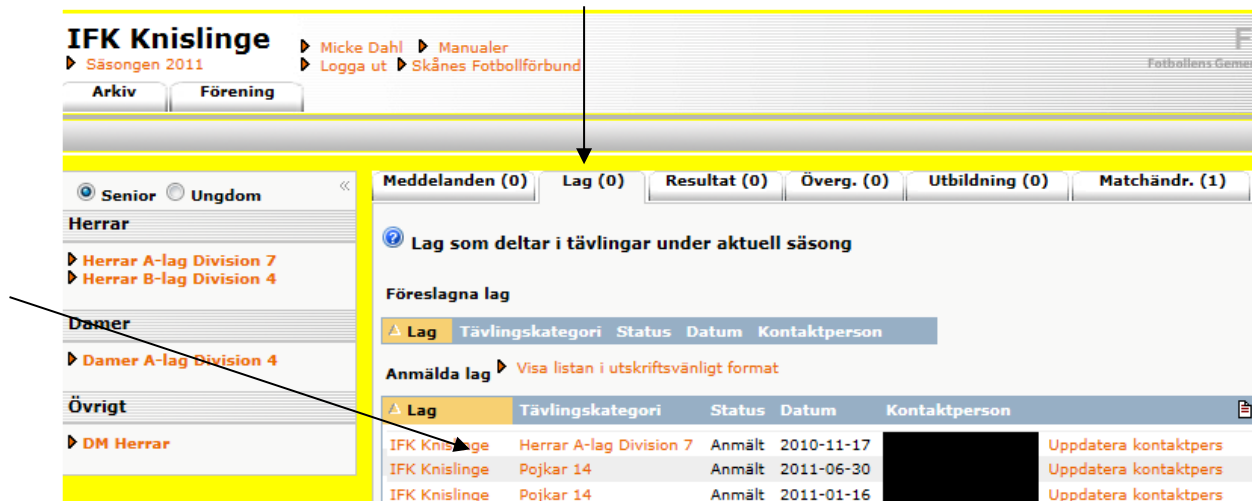 IFK Knislinge
Micke Dahl Manualer
Säsongen 2011
Logga ut Skånes Fotbollförbund
F
Fotbollens Geme
Arkiv Förening
Senior Ungdom «
Herrar
Herrar A-lag Division 7
Herrar B-lag Division 4
Damer
Damer A-lag Division 4
Övrigt
DM Herrar
Meddelanden (0) Lag (0) Resultat (0) Överg. (0) Utbildning (0) Matchändr. (1)
Lag som deltar i tävlingar under aktuell säsong
Föreslagna lag
Lag Tävlingskategori Status Datum Kontaktperson
Anmälda lag Visa listan i utskriftsvänligt format
Lag Tävlingskategori Status Datum Kontaktperson
IFK Knislinge Herrar A-lag Division 7 Anmält 2010-11-17 Uppdatera kontaktpers
IFK Knislinge Pojkar 14 Anmält 2011-06-30 Uppdatera kontaktpers
IFK Knislinge Pojkar 14 Anmält 2011-01-16 Uppdatera kontaktpers